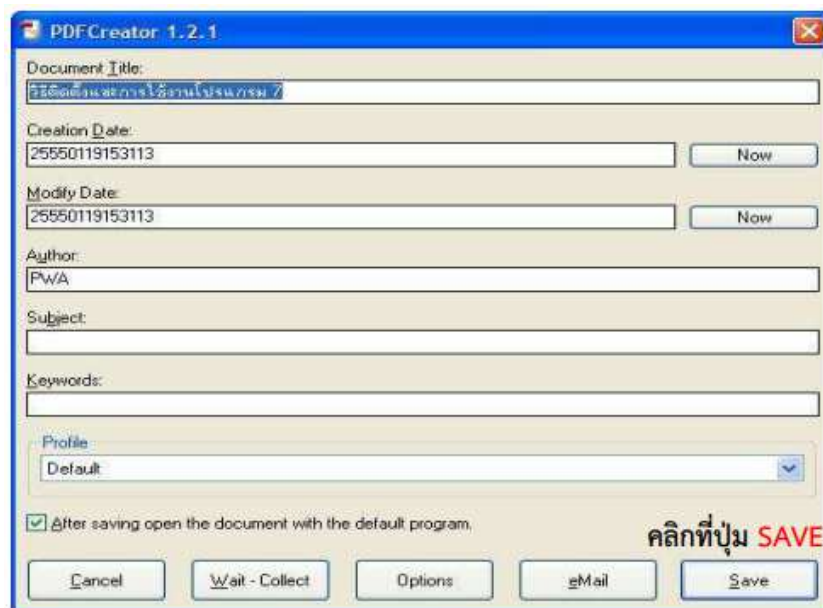 PDFCreator 1.2.1
Document Title:
วิธีติดตั้งและการใช้งานโปรแกรม 7
Creation Date:
25550119153113
Now
Modify Date:
25550119153113
Now
Author:
PWA
Subject:
Keywords:
Profile
Default
After saving open the document with the default program.
คลิกที่ปุ่ม SAVE
Cancel
Wait - Collect
Options
eMail
Save